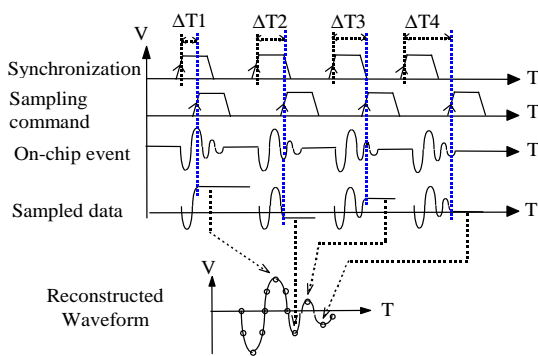 ΔT1 ΔT2 ΔT3 ΔT4
V
Synchronization
T
Sampling
command
T
On-chip event
T
Sampled data
T
V
Reconstructed
Waveform
T